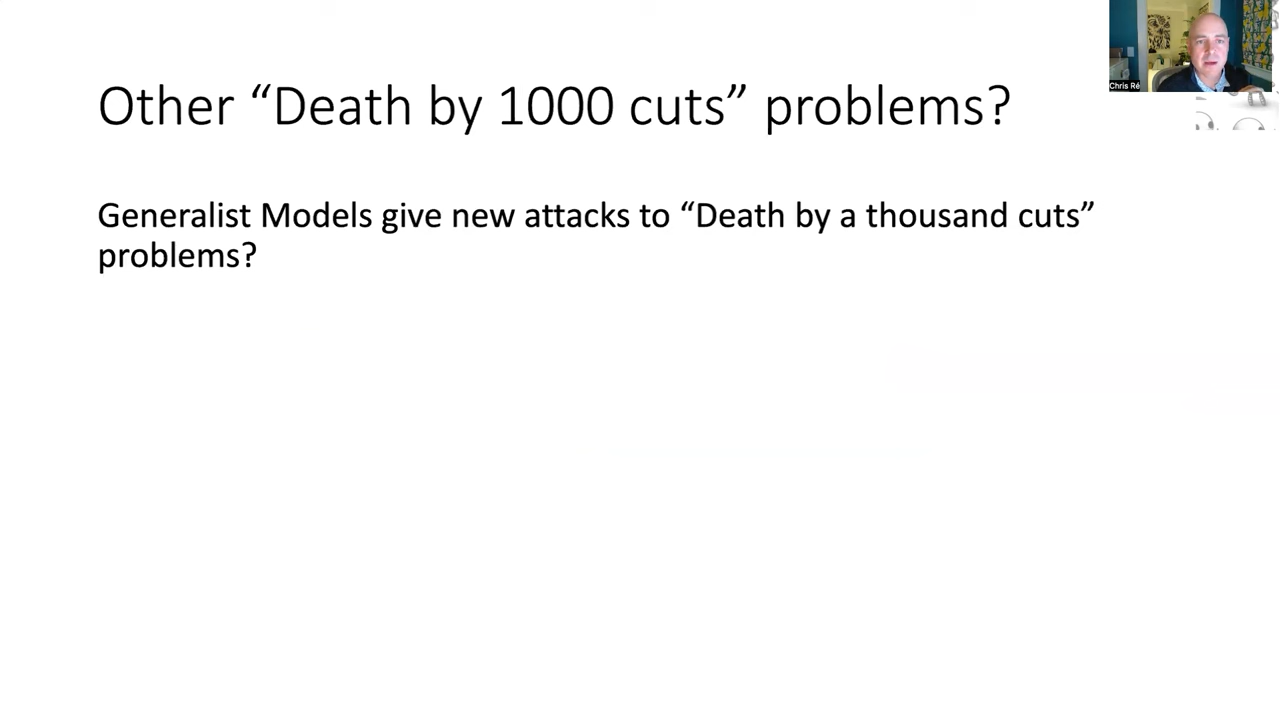 Other “Death by 1000 cuts” problems?
Generalist Models give new attacks to “Death by a thousand cuts”
problems?
Chris Ré